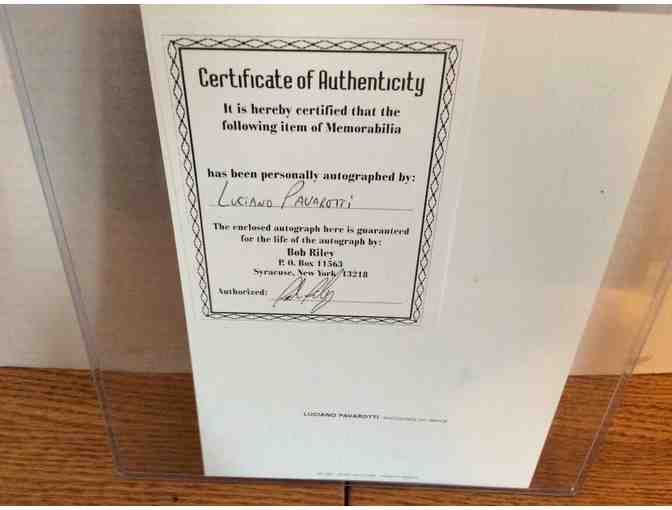 Certificate of Authenticity
It is hereby certified that the
following item of Memorabilia
has been personally autographed by:
Luciano Pavarotti
The enclosed autograph here is guaranteed
for the life of the autograph by:
Bob Riley
P. O. Box 11563
Syracuse, New York 13218
Authorized:
LUCIANO PAVAROTTI